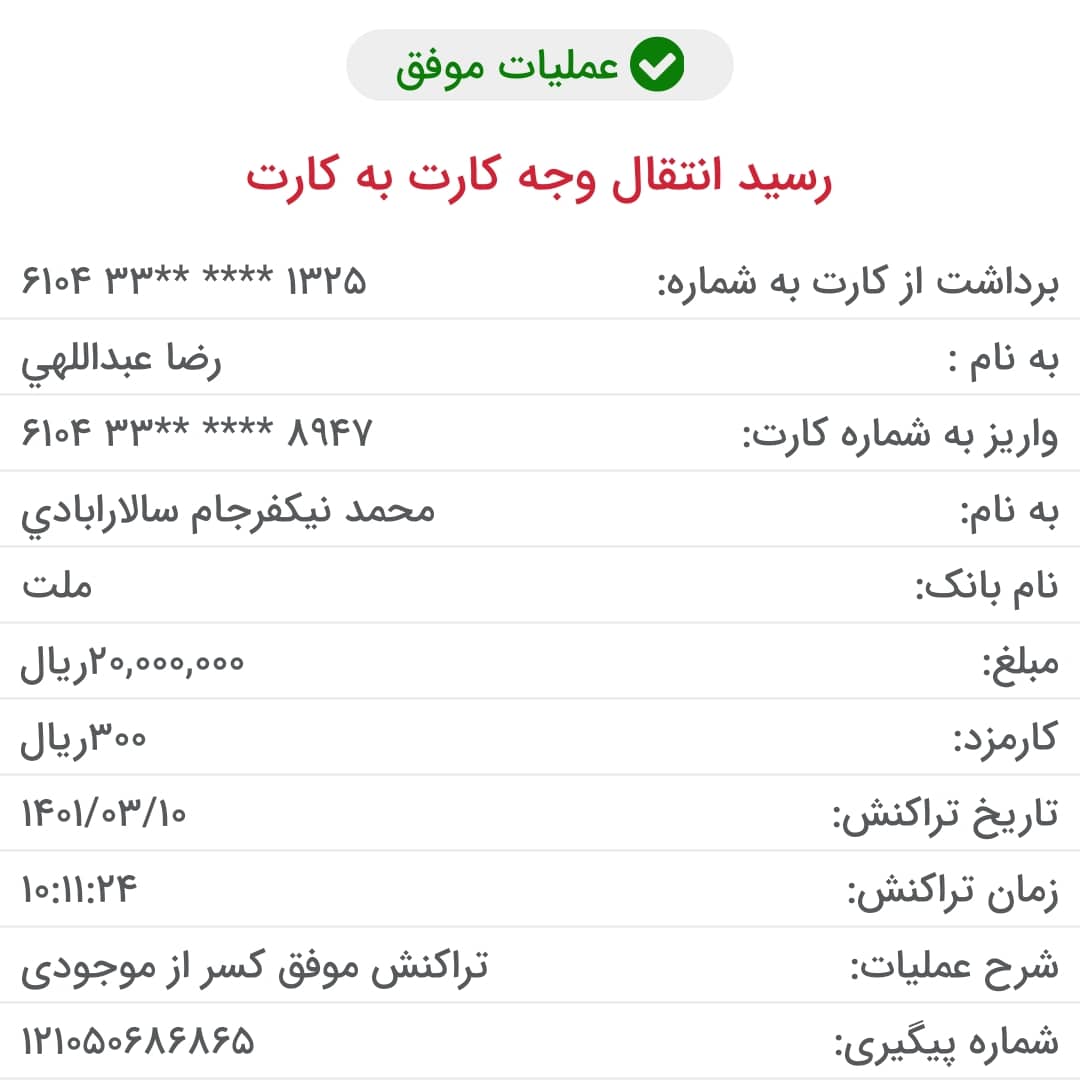 عملیات موفق
رسید انتقال وجه کارت به کارت
برداشت از کارت به شماره: ۶۱۰۴ ۳۳** **** ۱۳۲۵
به نام : رضا عبداللهي
واریز به شماره کارت: ۶۱۰۴ ۳۳** **** ۸۹۴۷
به نام: محمد نیکفرجام سالارابادي
نام بانک: ملت
مبلغ: ۲۰,۰۰۰,۰۰۰ریال
کارمزد: ۳۰۰ریال
تاریخ تراکنش: ۱۴۰۱/۰۳/۱۰
زمان تراکنش: ۱۰:۱۱:۲۴
شرح عملیات: تراکنش موفق کسر از موجودی
شماره پیگیری: ۱۲۱۰۵۰۶۸۶۸۶۵